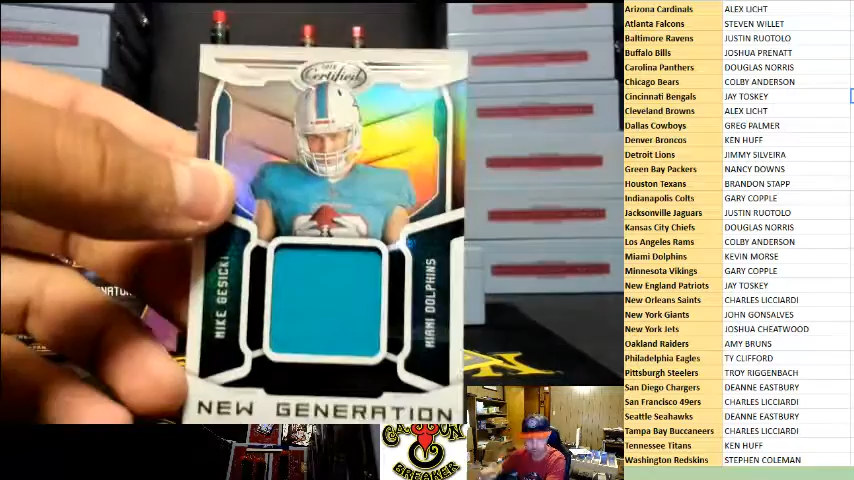 2018
Certified
MIKE GESICKI
MIAMI DOLPHINS
NEW GENERATION
BREAKER
Arizona Cardinals ALEX LICHT
Atlanta Falcons STEVEN WILLET
Baltimore Ravens JUSTIN RUOTOLO
Buffalo Bills JOSHUA PRENATT
Carolina Panthers DOUGLAS NORRIS
Chicago Bears COLBY ANDERSON
Cincinnati Bengals JAY TOSKEY
Cleveland Browns ALEX LICHT
Dallas Cowboys GREG PALMER
Denver Broncos KEN HUFF
Detroit Lions JIMMY SILVEIRA
Green Bay Packers NANCY DOWNS
Houston Texans BRANDON STAPP
Indianapolis Colts GARY COPPLE
Jacksonville Jaguars JUSTIN RUOTOLO
Kansas City Chiefs DOUGLAS NORRIS
Los Angeles Rams COLBY ANDERSON
Miami Dolphins KEVIN MORSE
Minnesota Vikings GARY COPPLE
New England Patriots JAY TOSKEY
New Orleans Saints CHARLES LICCIARDI
New York Giants JOHN GONSALVES
New York Jets JOSHUA CHEATWOOD
Oakland Raiders AMY BRUNS
Philadelphia Eagles TY CLIFFORD
Pittsburgh Steelers TROY RIGGENBACH
San Diego Chargers DEANNE EASTBURY
San Francisco 49ers CHARLES LICCIARDI
Seattle Seahawks DEANNE EASTBURY
Tampa Bay Buccaneers CHARLES LICCIARDI
Tennessee Titans KEN HUFF
Washington Redskins STEPHEN COLEMAN